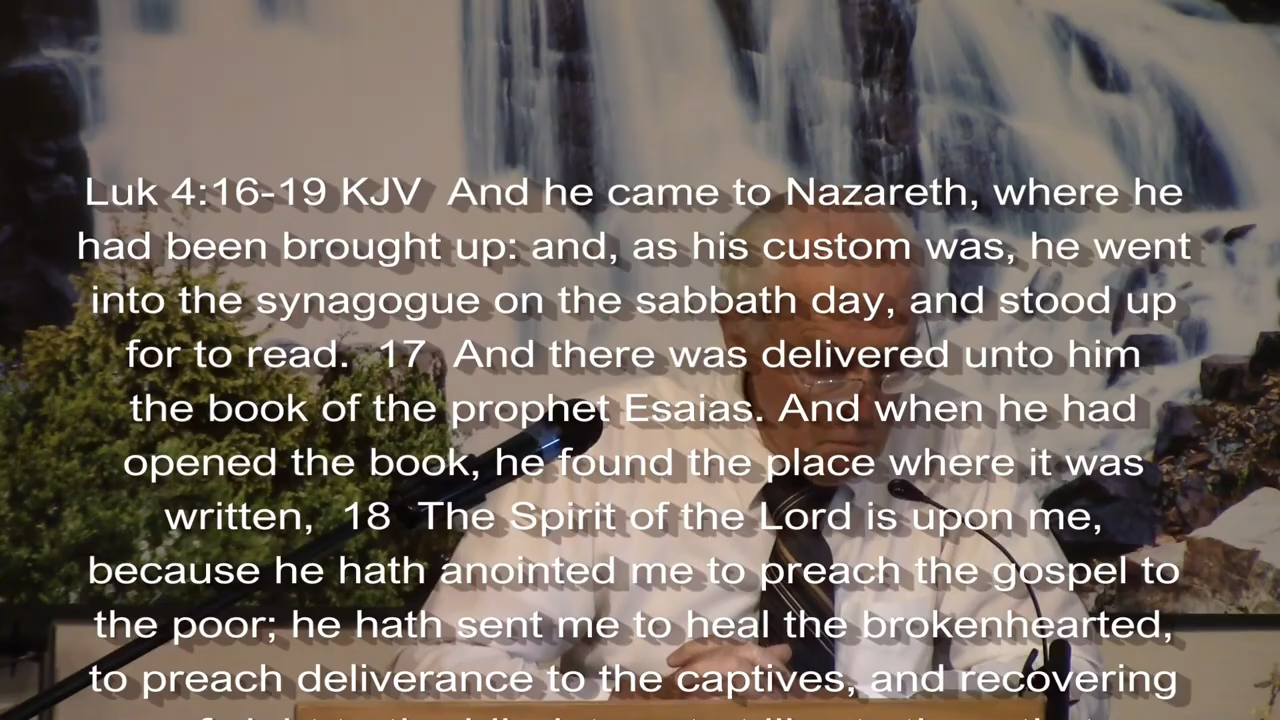 Luk 4:16-19 KJV  And he came to Nazareth, where he
had been brought up: and, as his custom was, he went
into the synagogue on the sabbath day, and stood up
for to read.  17  And there was delivered unto him
the book of the prophet Esaias. And when he had
opened the book, he found the place where it was
written,  18  The Spirit of the Lord is upon me,
because he hath anointed me to preach the gospel to
the poor; he hath sent me to heal the brokenhearted,
to preach deliverance to the captives, and recovering